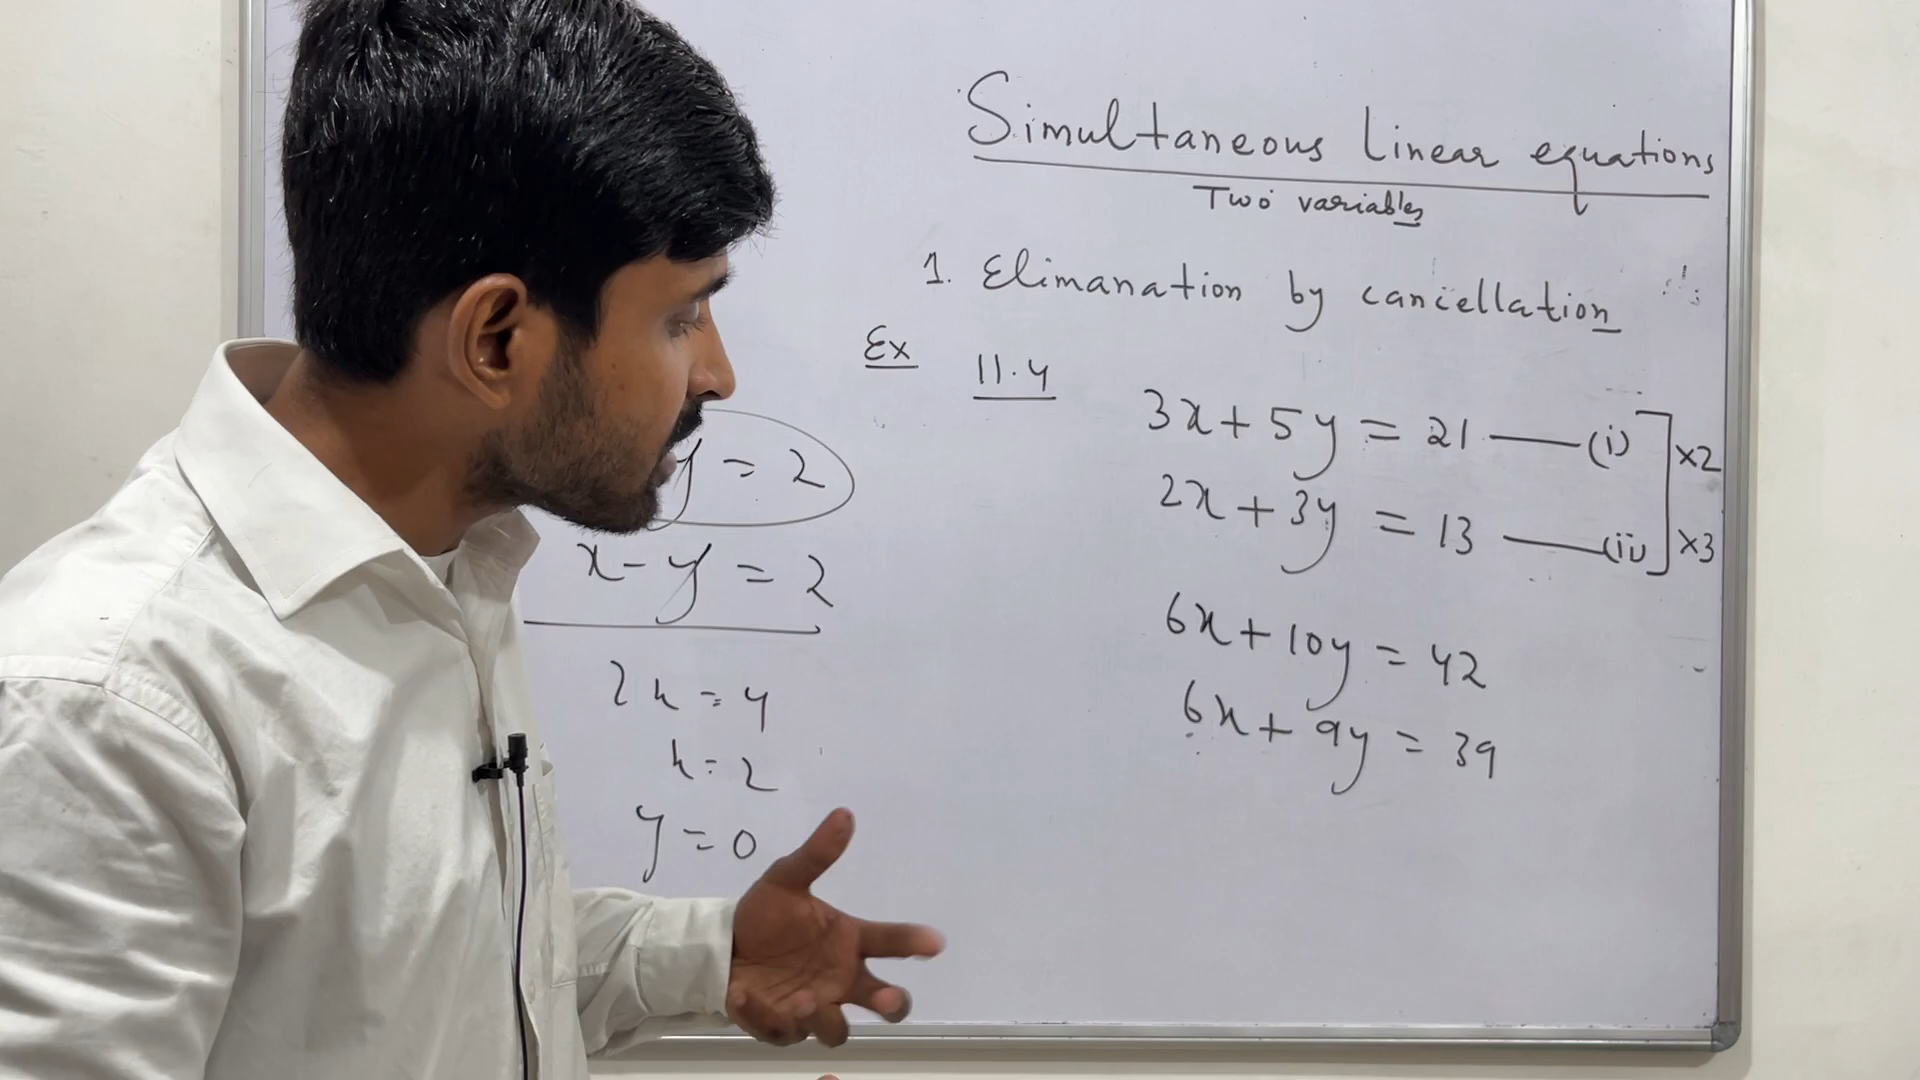 Simultaneous Linear equations
Two variables
1. Elimanation by cancellation
Ex 11.4
3x + 5y = 21 —— (i) ] ×2
2x + 3y = 13 —— (ii) ] ×3
6x + 10y = 42
6x + 9y = 39
y = 2
x - y = 2
2x = 4
x = 2
y = 0